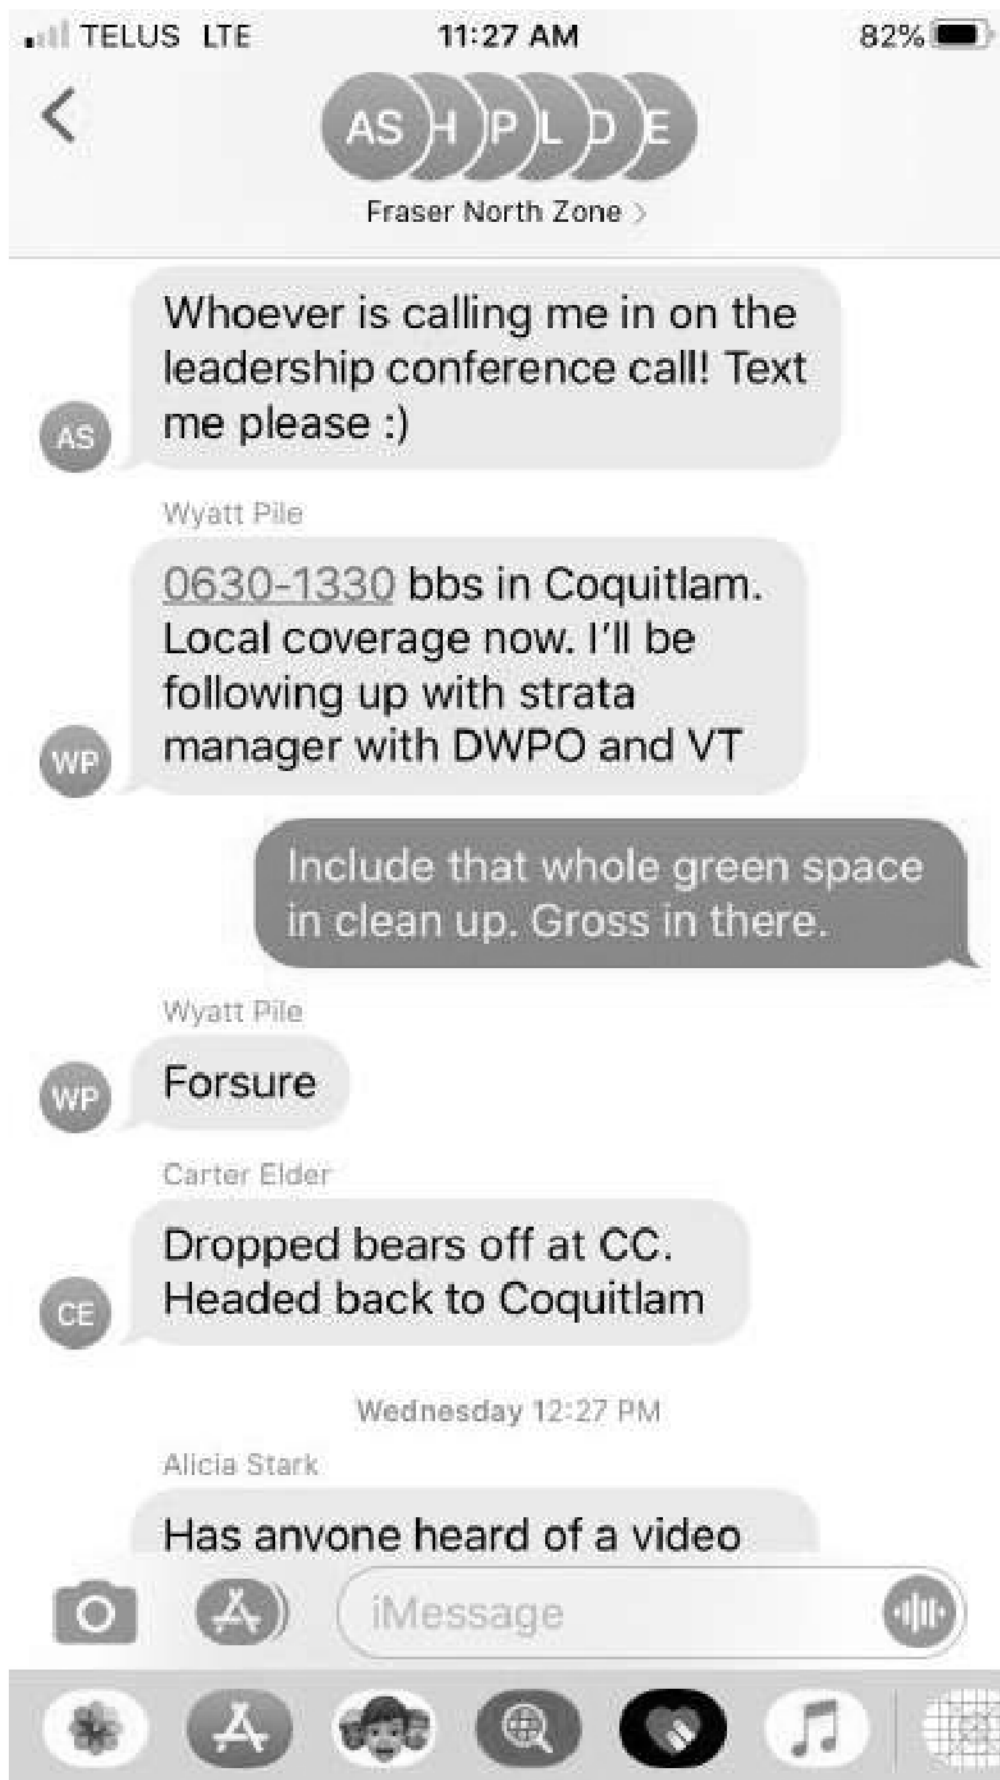 TELUS LTE 11:27 AM 82%
AS H P L D E
Fraser North Zone >
Whoever is calling me in on the
leadership conference call! Text
me please :)
AS
Wyatt Pile
0630-1330 bbs in Coquitlam.
Local coverage now. I'll be
following up with strata
manager with DWPO and VT
WP
Include that whole green space
in clean up. Gross in there.
Wyatt Pile
Forsure
WP
Carter Elder
Dropped bears off at CC.
Headed back to Coquitlam
CE
Wednesday 12:27 PM
Alicia Stark
Has anyone heard of a video
iMessage